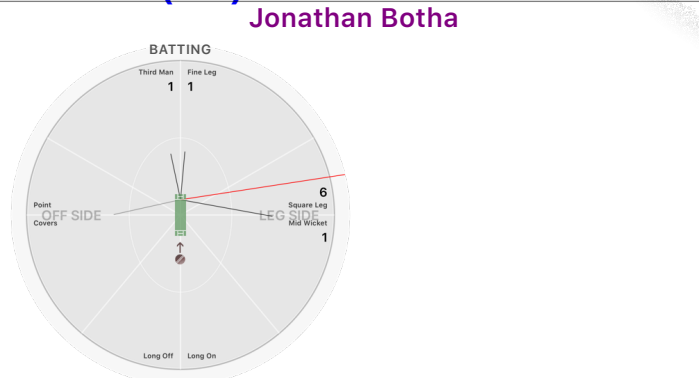 Jonathan Botha
BATTING
Third Man
Fine Leg
1
1
6
Point
Square Leg
OFF SIDE
LEG SIDE
Covers
Mid Wicket
1
Long Off
Long On